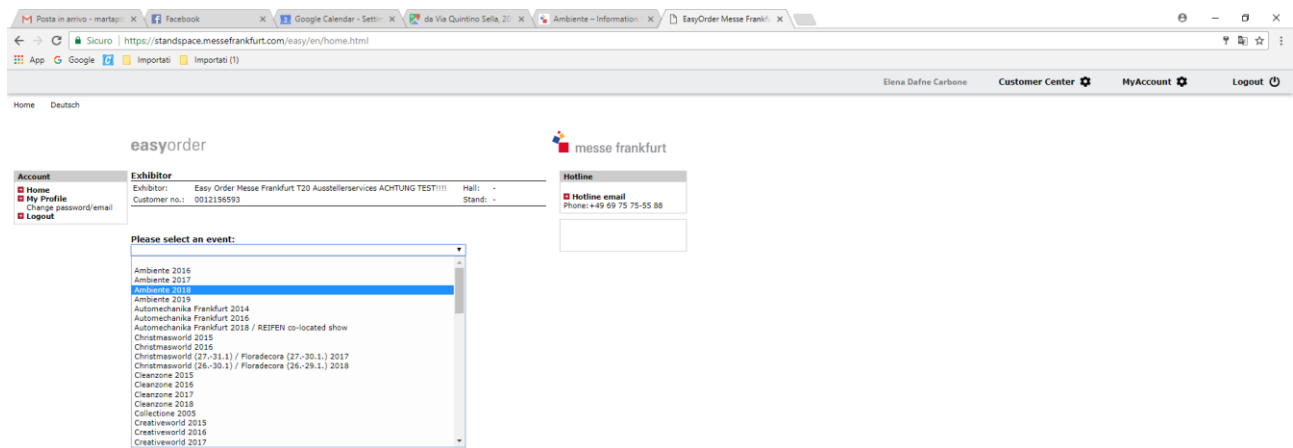 Posta in arrivo - martap
Facebook
Google Calendar - Settin
da Via Quintino Sella, 20
Ambiente – Information
EasyOrder Messe Frankfu
Sicuro https://standspace.messefrankfurt.com/easy/en/home.html
App Google Importati Importati (1)
Elena Dafne Carbone Customer Center MyAccount Logout
Home Deutsch
easyorder
messe frankfurt
Account
Home
My Profile
Change password/email
Logout
Exhibitor
Exhibitor: Easy Order Messe Frankfurt T20 Ausstellerservices ACHTUNG TEST!!!! Hall: -
Customer no.: 0012156593 Stand: -
Hotline
Hotline email
Phone:+49 69 75 75-55 88
Please select an event:
Ambiente 2016
Ambiente 2017
Ambiente 2018
Ambiente 2019
Automechanika Frankfurt 2014
Automechanika Frankfurt 2016
Automechanika Frankfurt 2018 / REIFEN co-located show
Christmasworld 2015
Christmasworld 2016
Christmasworld (27.-31.1) / Floradecora (27.-30.1.) 2017
Christmasworld (26.-30.1) / Floradecora (26.-29.1.) 2018
Cleanzone 2015
Cleanzone 2016
Cleanzone 2017
Cleanzone 2018
Collectione 2005
Creativeworld 2015
Creativeworld 2016
Creativeworld 2017